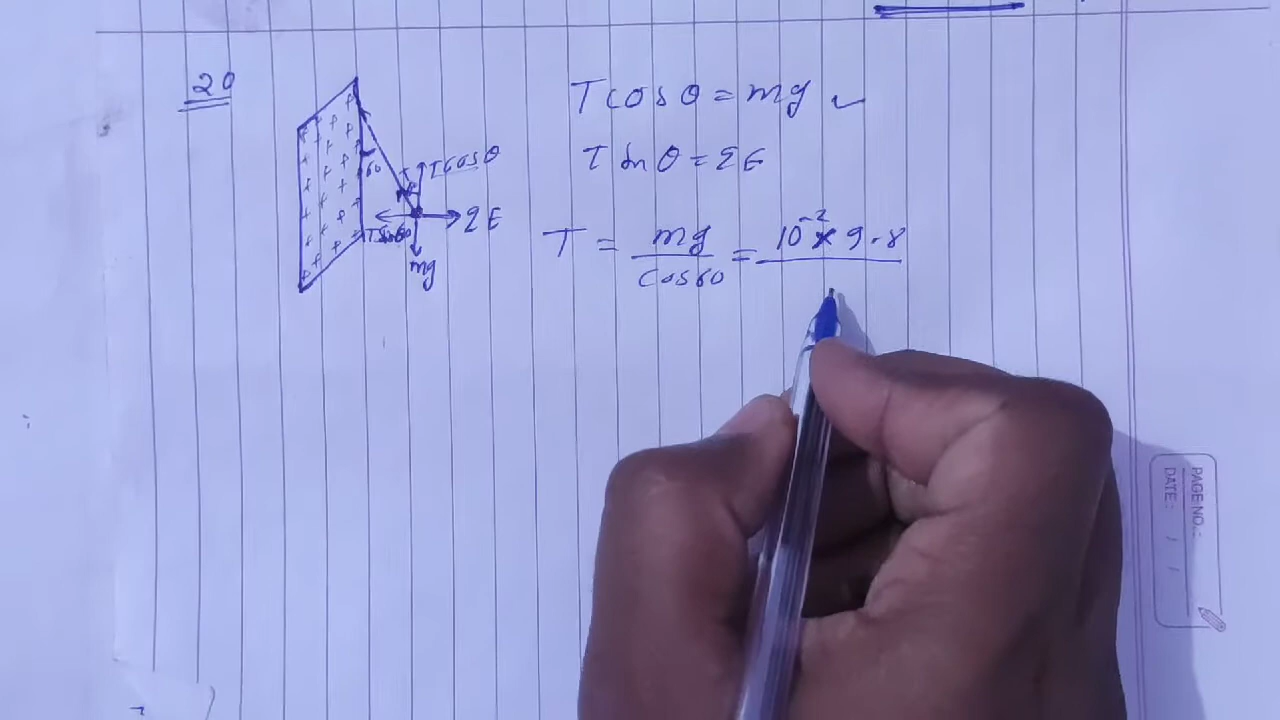 20
T cos θ = mg ✓
T sin θ = qE
T = mg / cos 60 = 10⁻² × 9.8
60
T cos θ
qE
mg
PAGE NO.:
DATE: / /